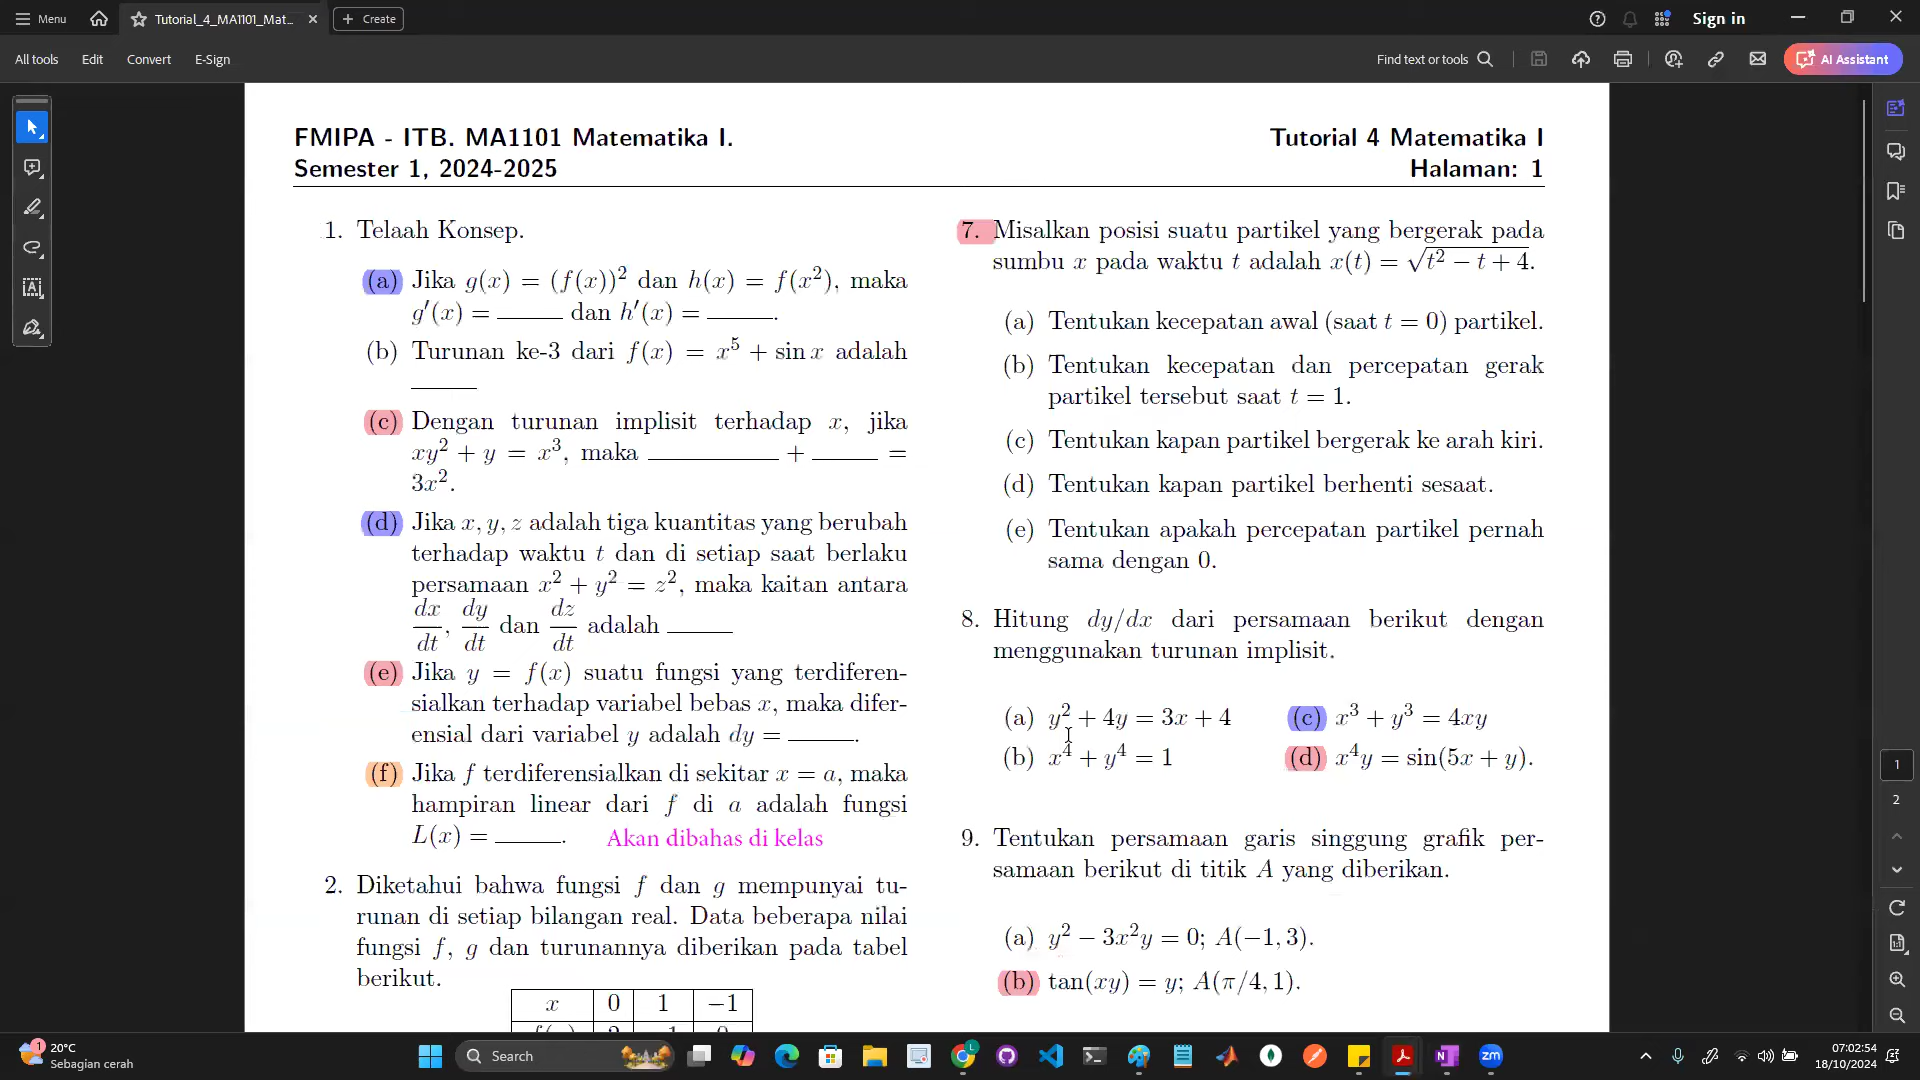 Menu
Tutorial_4_MA1101_Mat...
Create
Sign in
All tools
Edit
Convert
E-Sign
Find text or tools
AI Assistant
FMIPA - ITB. MA1101 Matematika I.
Semester 1, 2024-2025
Tutorial 4 Matematika I
Halaman: 1
1. Telaah Konsep.
(a) Jika g(x) = (f(x))² dan h(x) = f(x²), maka
g′(x) = _____ dan h′(x) = _____.
(b) Turunan ke-3 dari f(x) = x⁵ + sin x adalah
_____
(c) Dengan turunan implisit terhadap x, jika
xy² + y = x³, maka __________ + _____ =
3x².
(d) Jika x, y, z adalah tiga kuantitas yang berubah
terhadap waktu t dan di setiap saat berlaku
persamaan x² + y² = z², maka kaitan antara
dx/dt, dy/dt dan dz/dt adalah _____
(e) Jika y = f(x) suatu fungsi yang terdiferen-
sialkan terhadap variabel bebas x, maka difer-
ensial dari variabel y adalah dy = _____.
(f) Jika f terdiferensialkan di sekitar x = a, maka
hampiran linear dari f di a adalah fungsi
L(x) = _____. Akan dibahas di kelas
2. Diketahui bahwa fungsi f dan g mempunyai tu-
runan di setiap bilangan real. Data beberapa nilai
fungsi f, g dan turunannya diberikan pada tabel
berikut.
x 0 1 −1
7. Misalkan posisi suatu partikel yang bergerak pada
sumbu x pada waktu t adalah x(t) = √(t² − t + 4).
(a) Tentukan kecepatan awal (saat t = 0) partikel.
(b) Tentukan kecepatan dan percepatan gerak
partikel tersebut saat t = 1.
(c) Tentukan kapan partikel bergerak ke arah kiri.
(d) Tentukan kapan partikel berhenti sesaat.
(e) Tentukan apakah percepatan partikel pernah
sama dengan 0.
8. Hitung dy/dx dari persamaan berikut dengan
menggunakan turunan implisit.
(a) y² + 4y = 3x + 4 (c) x³ + y³ = 4xy
(b) x⁴ + y⁴ = 1 (d) x⁴y = sin(5x + y).
9. Tentukan persamaan garis singgung grafik per-
samaan berikut di titik A yang diberikan.
(a) y² − 3x²y = 0; A(−1, 3).
(b) tan(xy) = y; A(π/4, 1).
1
2
1
20°C
Sebagian cerah
Search
L
zm
07:02:54
18/10/2024